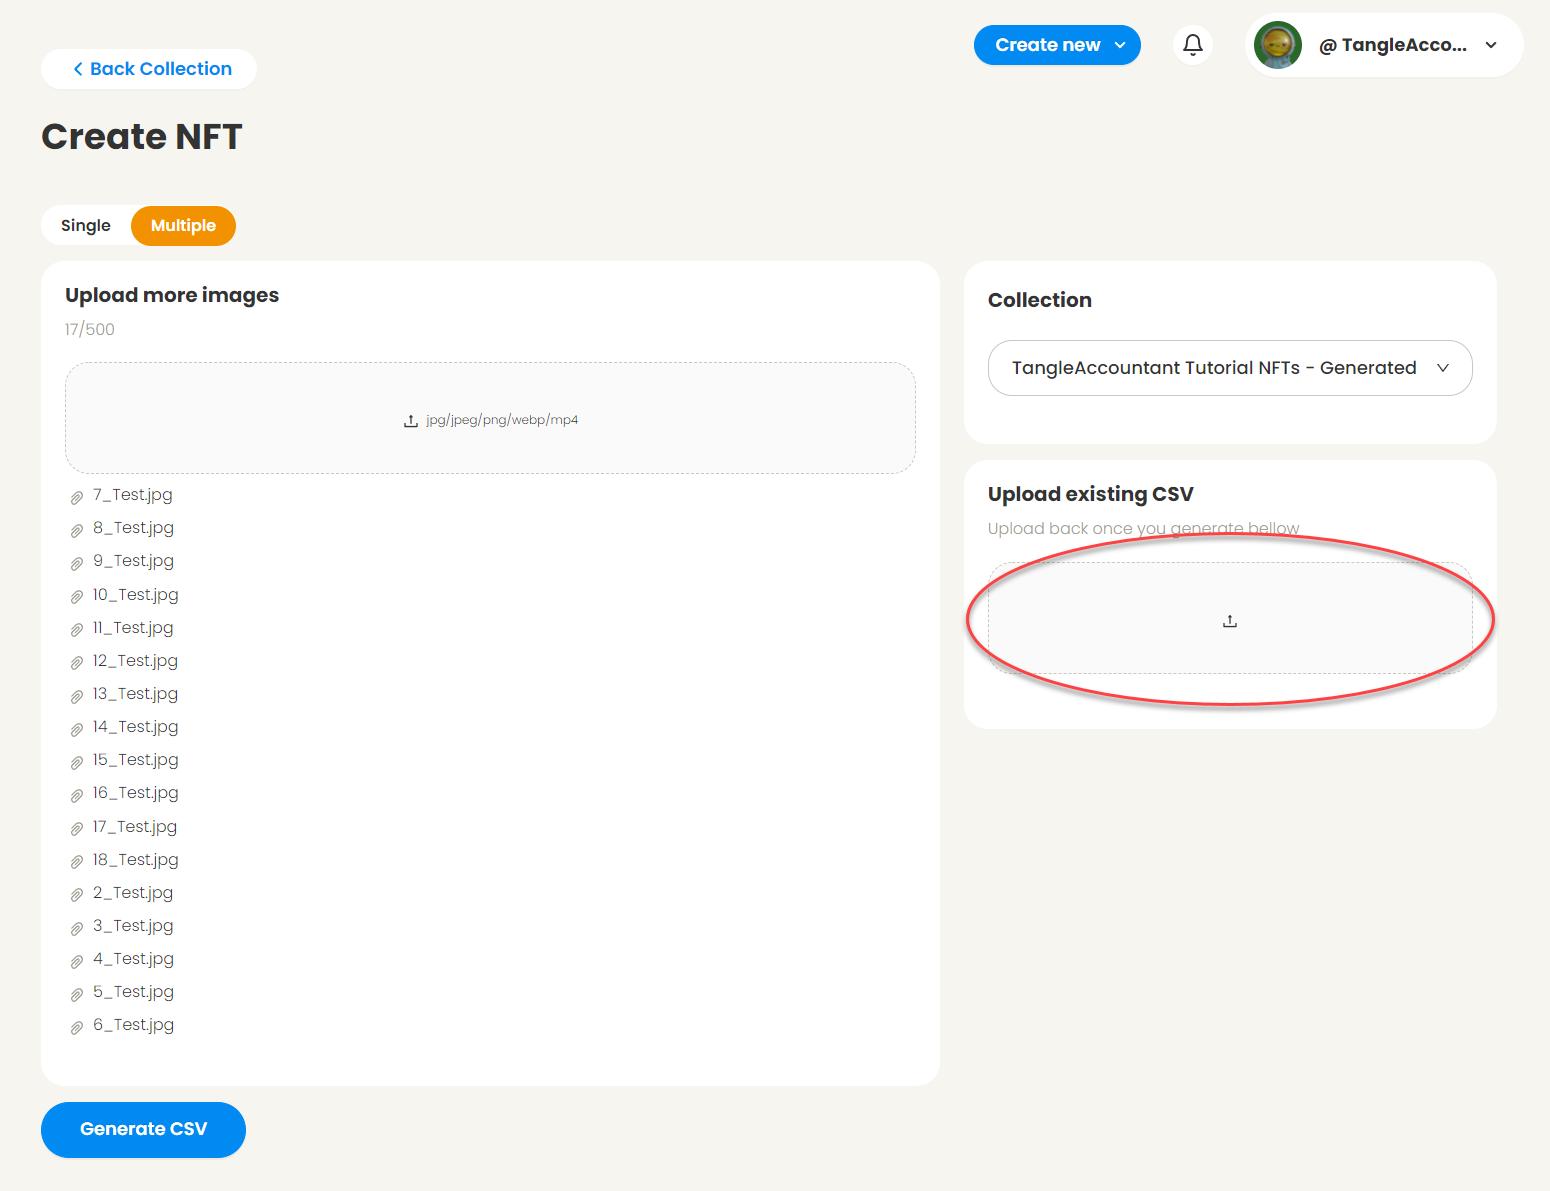 Create new
@ TangleAcco...
Back Collection
Create NFT
Single
Multiple
Upload more images
17/500
jpg/jpeg/png/webp/mp4
7_Test.jpg
8_Test.jpg
9_Test.jpg
10_Test.jpg
11_Test.jpg
12_Test.jpg
13_Test.jpg
14_Test.jpg
15_Test.jpg
16_Test.jpg
17_Test.jpg
18_Test.jpg
2_Test.jpg
3_Test.jpg
4_Test.jpg
5_Test.jpg
6_Test.jpg
Generate CSV
Collection
TangleAccountant Tutorial NFTs - Generated
Upload existing CSV
Upload back once you generate bellow